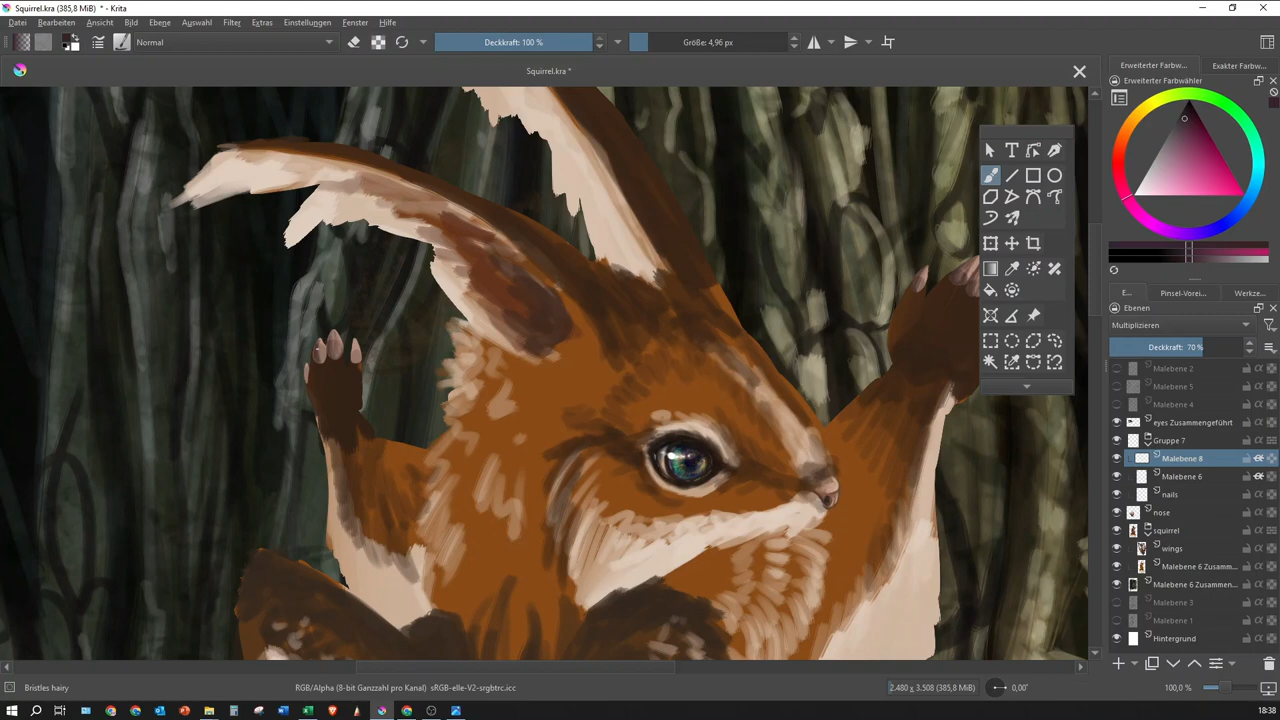 Squirrel.kra (385,8 MiB) * - Krita
Datei Bearbeiten Ansicht Bild Ebene Auswahl Filter Extras Einstellungen Fenster Hilfe
Normal Deckkraft: 100 % Größe: 4,96 px
Squirrel.kra *
Erweiterter Farbw... Exakter Farbw...
Erweiterter Farbwähler
E... Pinsel-Vorei... Werkze...
Ebenen
Multiplizieren
Deckkraft: 70 %
Malebene 2
Malebene 5
Malebene 4
eyes Zusammengeführt
Gruppe 7
Malebene 8
Malebene 6
nails
nose
squirrel
wings
Malebene 6 Zusamm...
Malebene 6 Zusammen...
Malebene 3
Malebene 1
Hintergrund
Bristles hairy RGB/Alpha (8-bit Ganzzahl pro Kanal) sRGB-elle-V2-srgbtrc.icc 2.480 x 3.508 (385,8 MiB) 0,00° 100,0 %
18:38